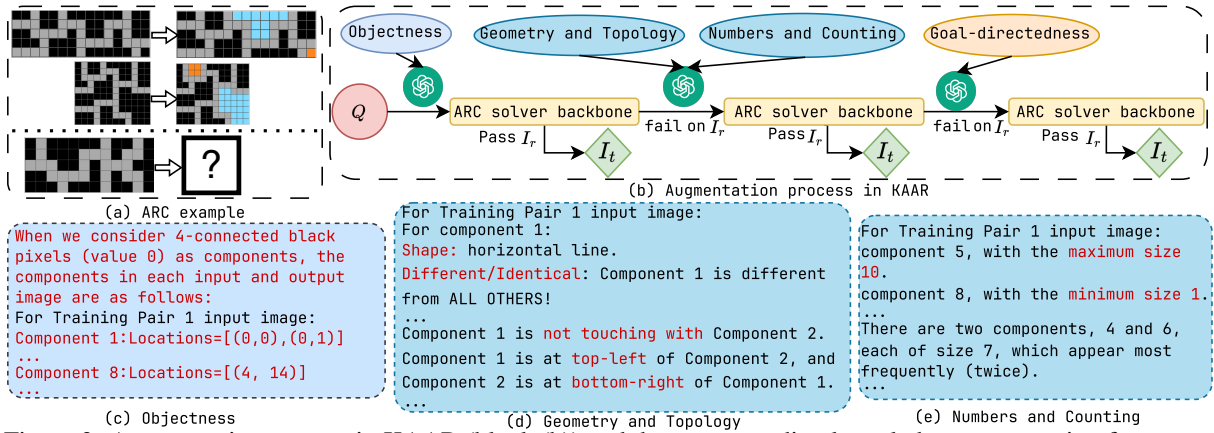 ?
(a) ARC example
Objectness
Geometry and Topology
Numbers and Counting
Goal-directedness
Q
ARC solver backbone
fail on I_r
ARC solver backbone
fail on I_r
ARC solver backbone
Pass I_r
I_t
Pass I_r
I_t
Pass I_r
I_t
(b) Augmentation process in KAAR
When we consider 4-connected black
pixels (value 0) as components, the
components in each input and output
image are as follows:
For Training Pair 1 input image:
Component 1:Locations=[(0,0),(0,1)]
...
Component 8:Locations=[(4, 14)]
...
(c) Objectness
For Training Pair 1 input image:
For component 1:
Shape: horizontal line.
Different/Identical: Component 1 is different
from ALL OTHERS!
...
Component 1 is not touching with Component 2.
Component 1 is at top-left of Component 2, and
Component 2 is at bottom-right of Component 1.
...
(d) Geometry and Topology
For Training Pair 1 input image:
component 5, with the maximum size
10.
component 8, with the minimum size 1.
...
There are two components, 4 and 6,
each of size 7, which appear most
frequently (twice).
...
(e) Numbers and Counting